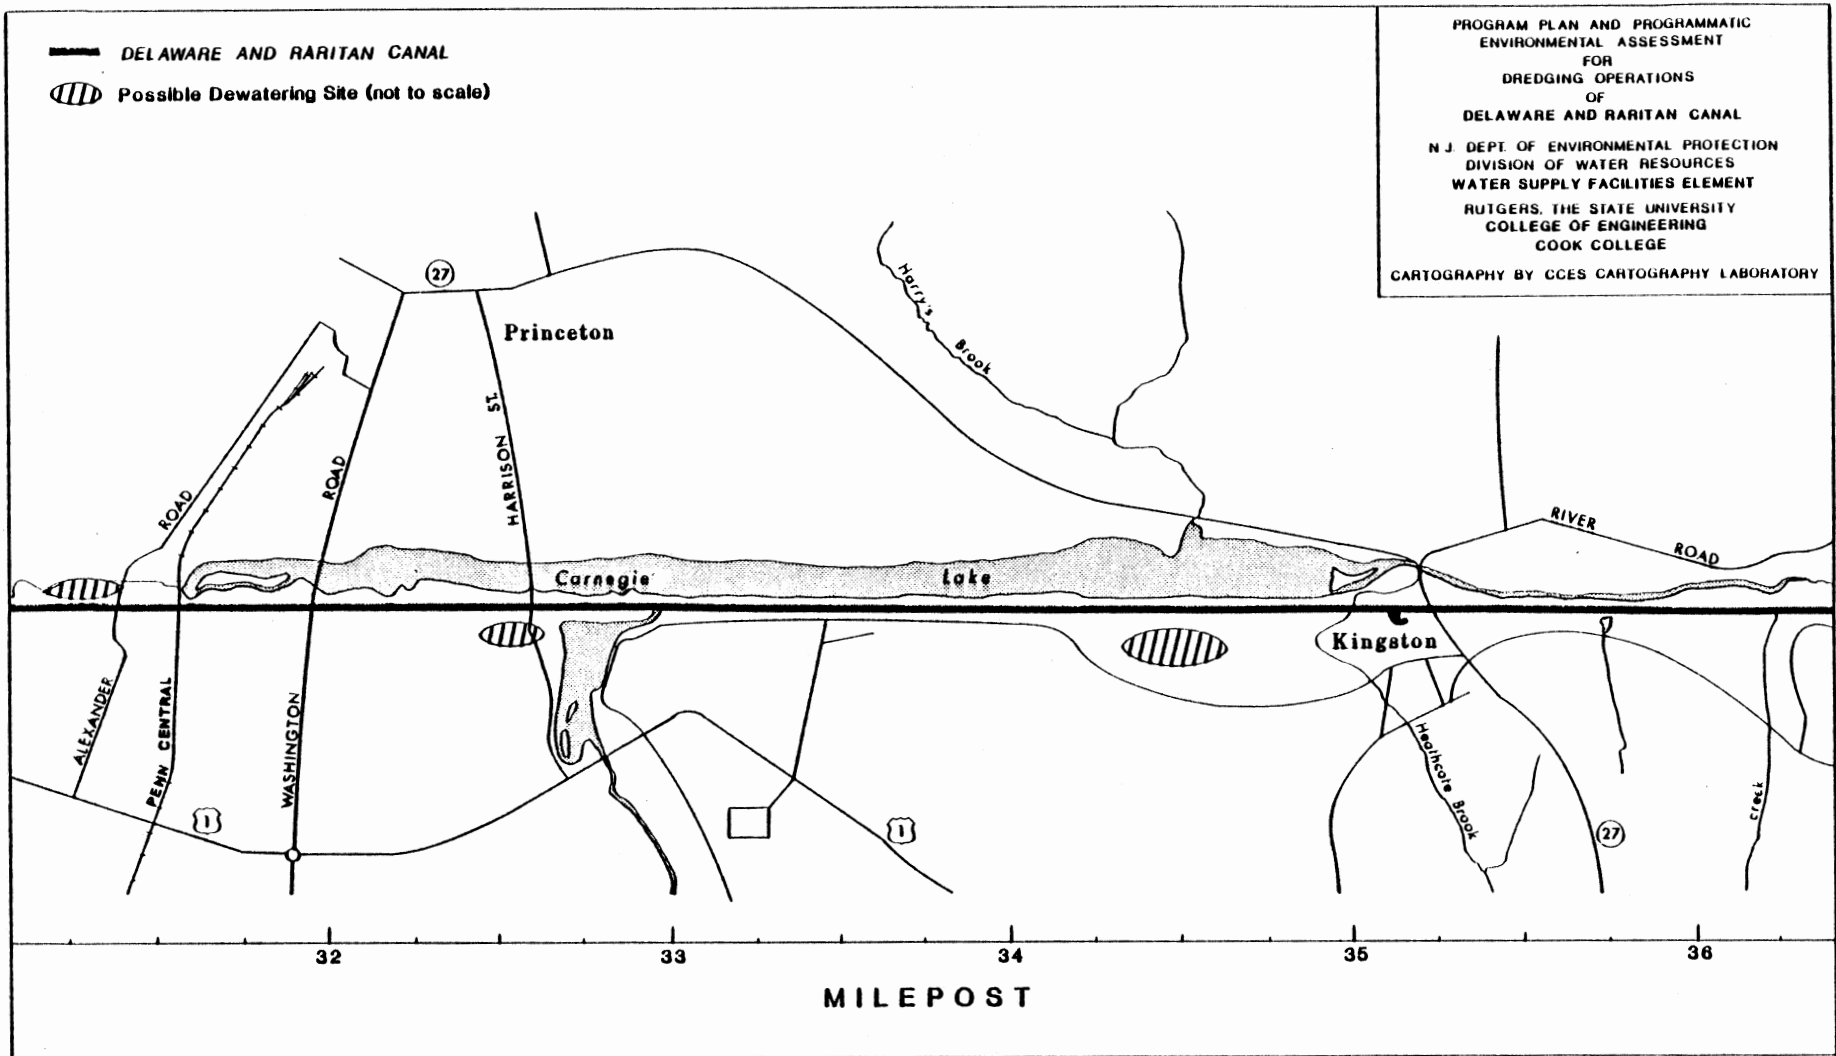 DELAWARE AND RARITAN CANAL
Possible Dewatering Site (not to scale)
PROGRAM PLAN AND PROGRAMMATIC
ENVIRONMENTAL ASSESSMENT
FOR
DREDGING OPERATIONS
OF
DELAWARE AND RARITAN CANAL
N J. DEPT. OF ENVIRONMENTAL PROTECTION
DIVISION OF WATER RESOURCES
WATER SUPPLY FACILITIES ELEMENT
RUTGERS, THE STATE UNIVERSITY
COLLEGE OF ENGINEERING
COOK COLLEGE
CARTOGRAPHY BY CCES CARTOGRAPHY LABORATORY
27
Princeton
Harry's Brook
HARRISON ST.
ROAD
ROAD
RIVER ROAD
Carnegie Lake
Kingston
ALEXANDER
PENN CENTRAL
WASHINGTON
1
1
Heathcote Brook
27
creek
32 33 34 35 36
MILEPOST